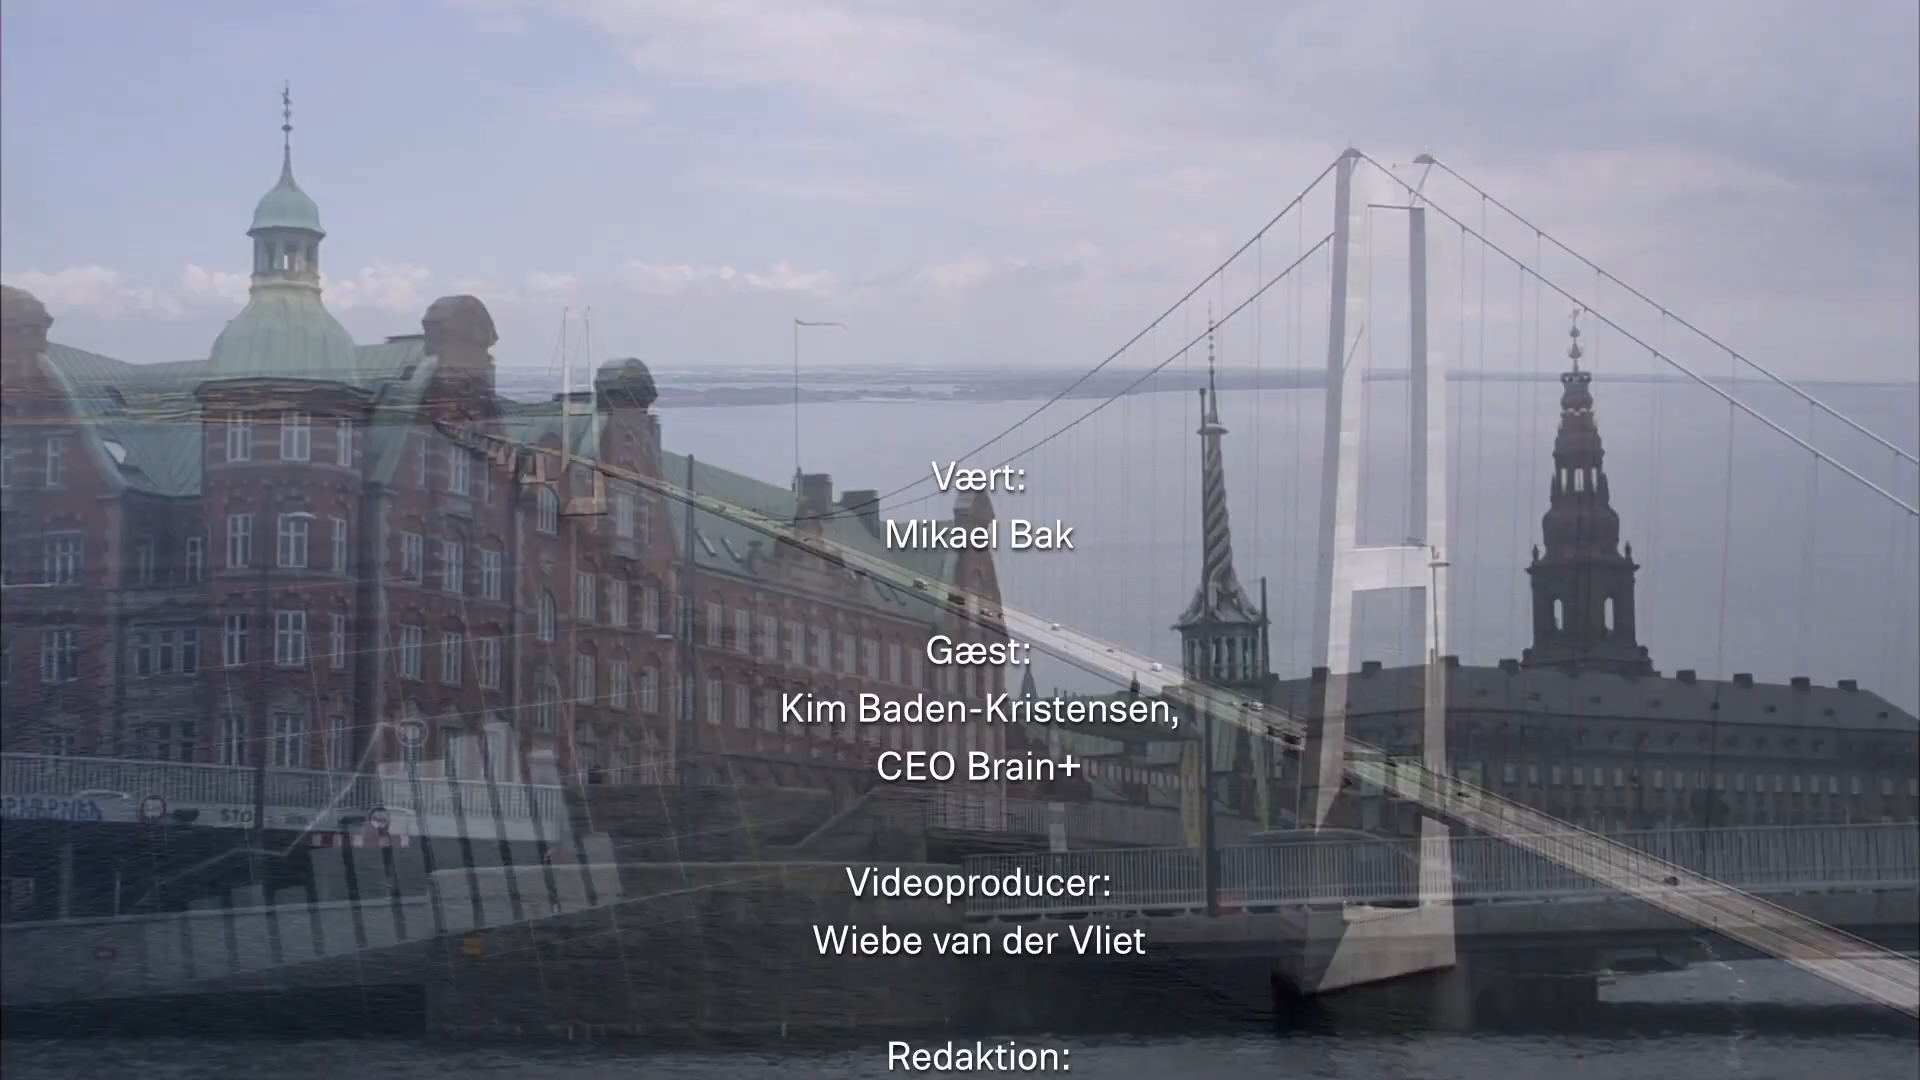 Vært:
Mikael Bak
Gæst:
Kim Baden-Kristensen,
CEO Brain+
Videoproducer:
Wiebe van der Vliet
Redaktion: